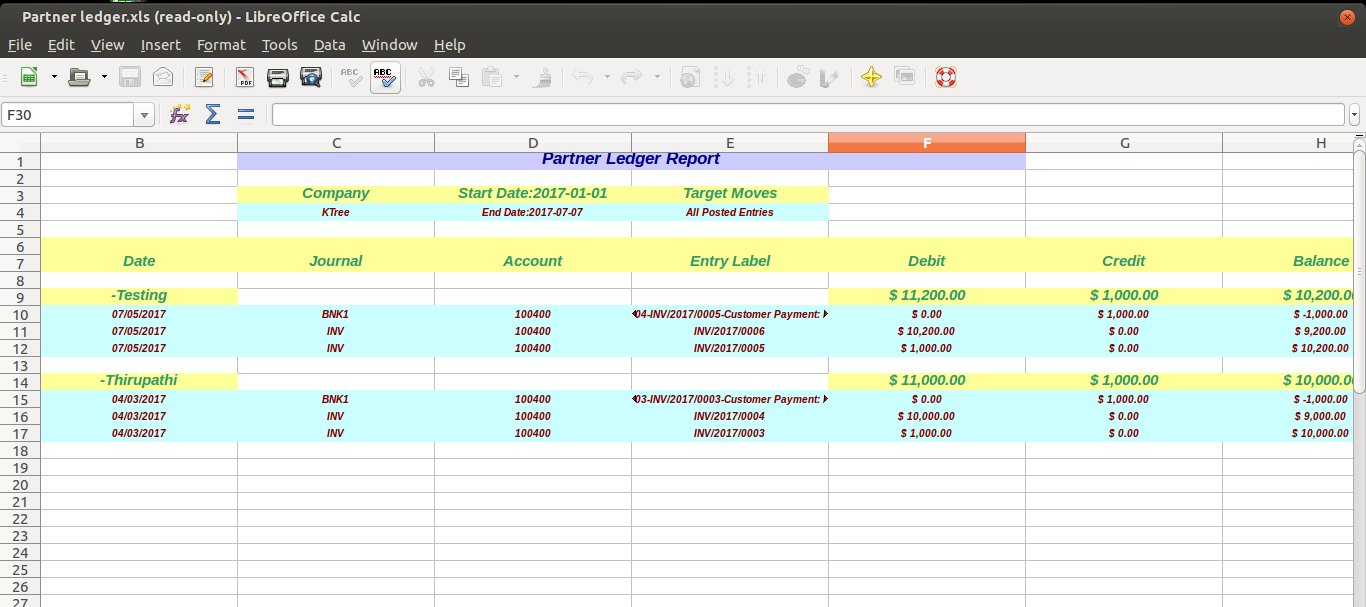 Partner ledger.xls (read-only) - LibreOffice Calc
File Edit View Insert Format Tools Data Window Help
PDF ABC ABC
F30
B C D E F G H
1 Partner Ledger Report
2
3 Company Start Date:2017-01-01 Target Moves
4 KTree End Date:2017-07-07 All Posted Entries
5
6
7 Date Journal Account Entry Label Debit Credit Balance
8
9 -Testing $ 11,200.00 $ 1,000.00 $ 10,200.0
10 07/05/2017 BNK1 100400 04-INV/2017/0005-Customer Payment: $ 0.00 $ 1,000.00 $ -1,000.00
11 07/05/2017 INV 100400 INV/2017/0006 $ 10,200.00 $ 0.00 $ 9,200.00
12 07/05/2017 INV 100400 INV/2017/0005 $ 1,000.00 $ 0.00 $ 10,200.00
13
14 -Thirupathi $ 11,000.00 $ 1,000.00 $ 10,000.0
15 04/03/2017 BNK1 100400 03-INV/2017/0003-Customer Payment: $ 0.00 $ 1,000.00 $ -1,000.00
16 04/03/2017 INV 100400 INV/2017/0004 $ 10,000.00 $ 0.00 $ 9,000.00
17 04/03/2017 INV 100400 INV/2017/0003 $ 1,000.00 $ 0.00 $ 10,000.00
18
19
20
21
22
23
24
25
26
27